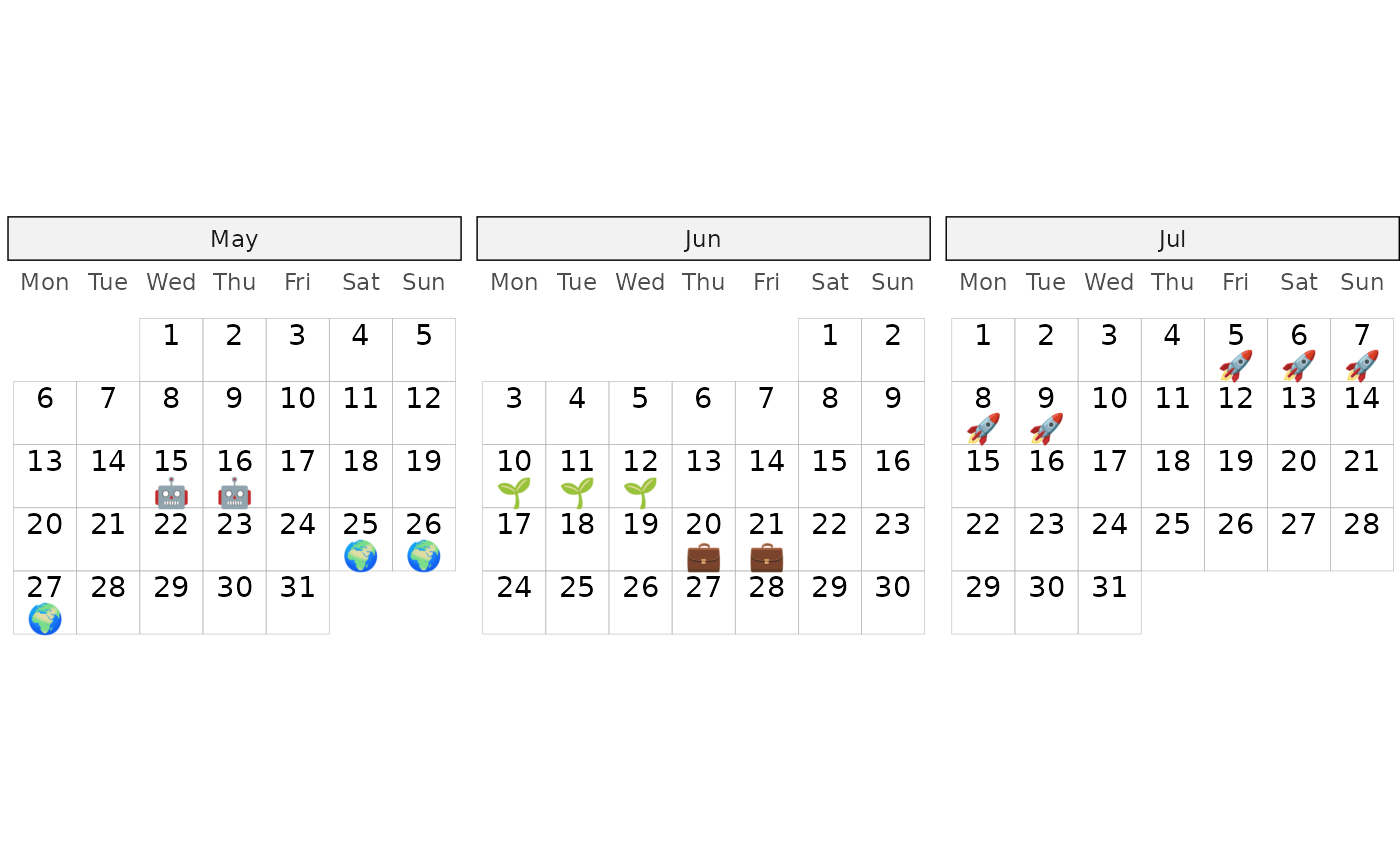 May
Mon Tue Wed Thu Fri Sat Sun
1 2 3 4 5
6 7 8 9 10 11 12
13 14 15 16 17 18 19
20 21 22 23 24 25 26
27 28 29 30 31
Jun
Mon Tue Wed Thu Fri Sat Sun
1 2
3 4 5 6 7 8 9
10 11 12 13 14 15 16
17 18 19 20 21 22 23
24 25 26 27 28 29 30
Jul
Mon Tue Wed Thu Fri Sat Sun
1 2 3 4 5 6 7
8 9 10 11 12 13 14
15 16 17 18 19 20 21
22 23 24 25 26 27 28
29 30 31